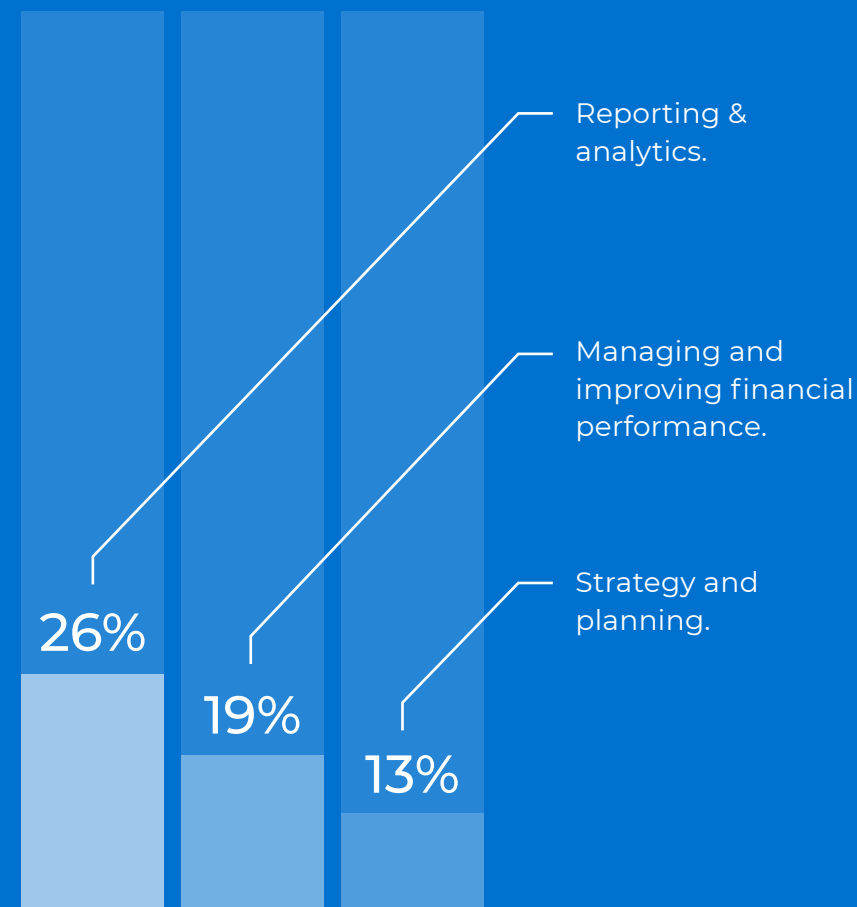 Reporting &
analytics.
Managing and
improving financial
performance.
Strategy and
planning.
26%
19%
13%